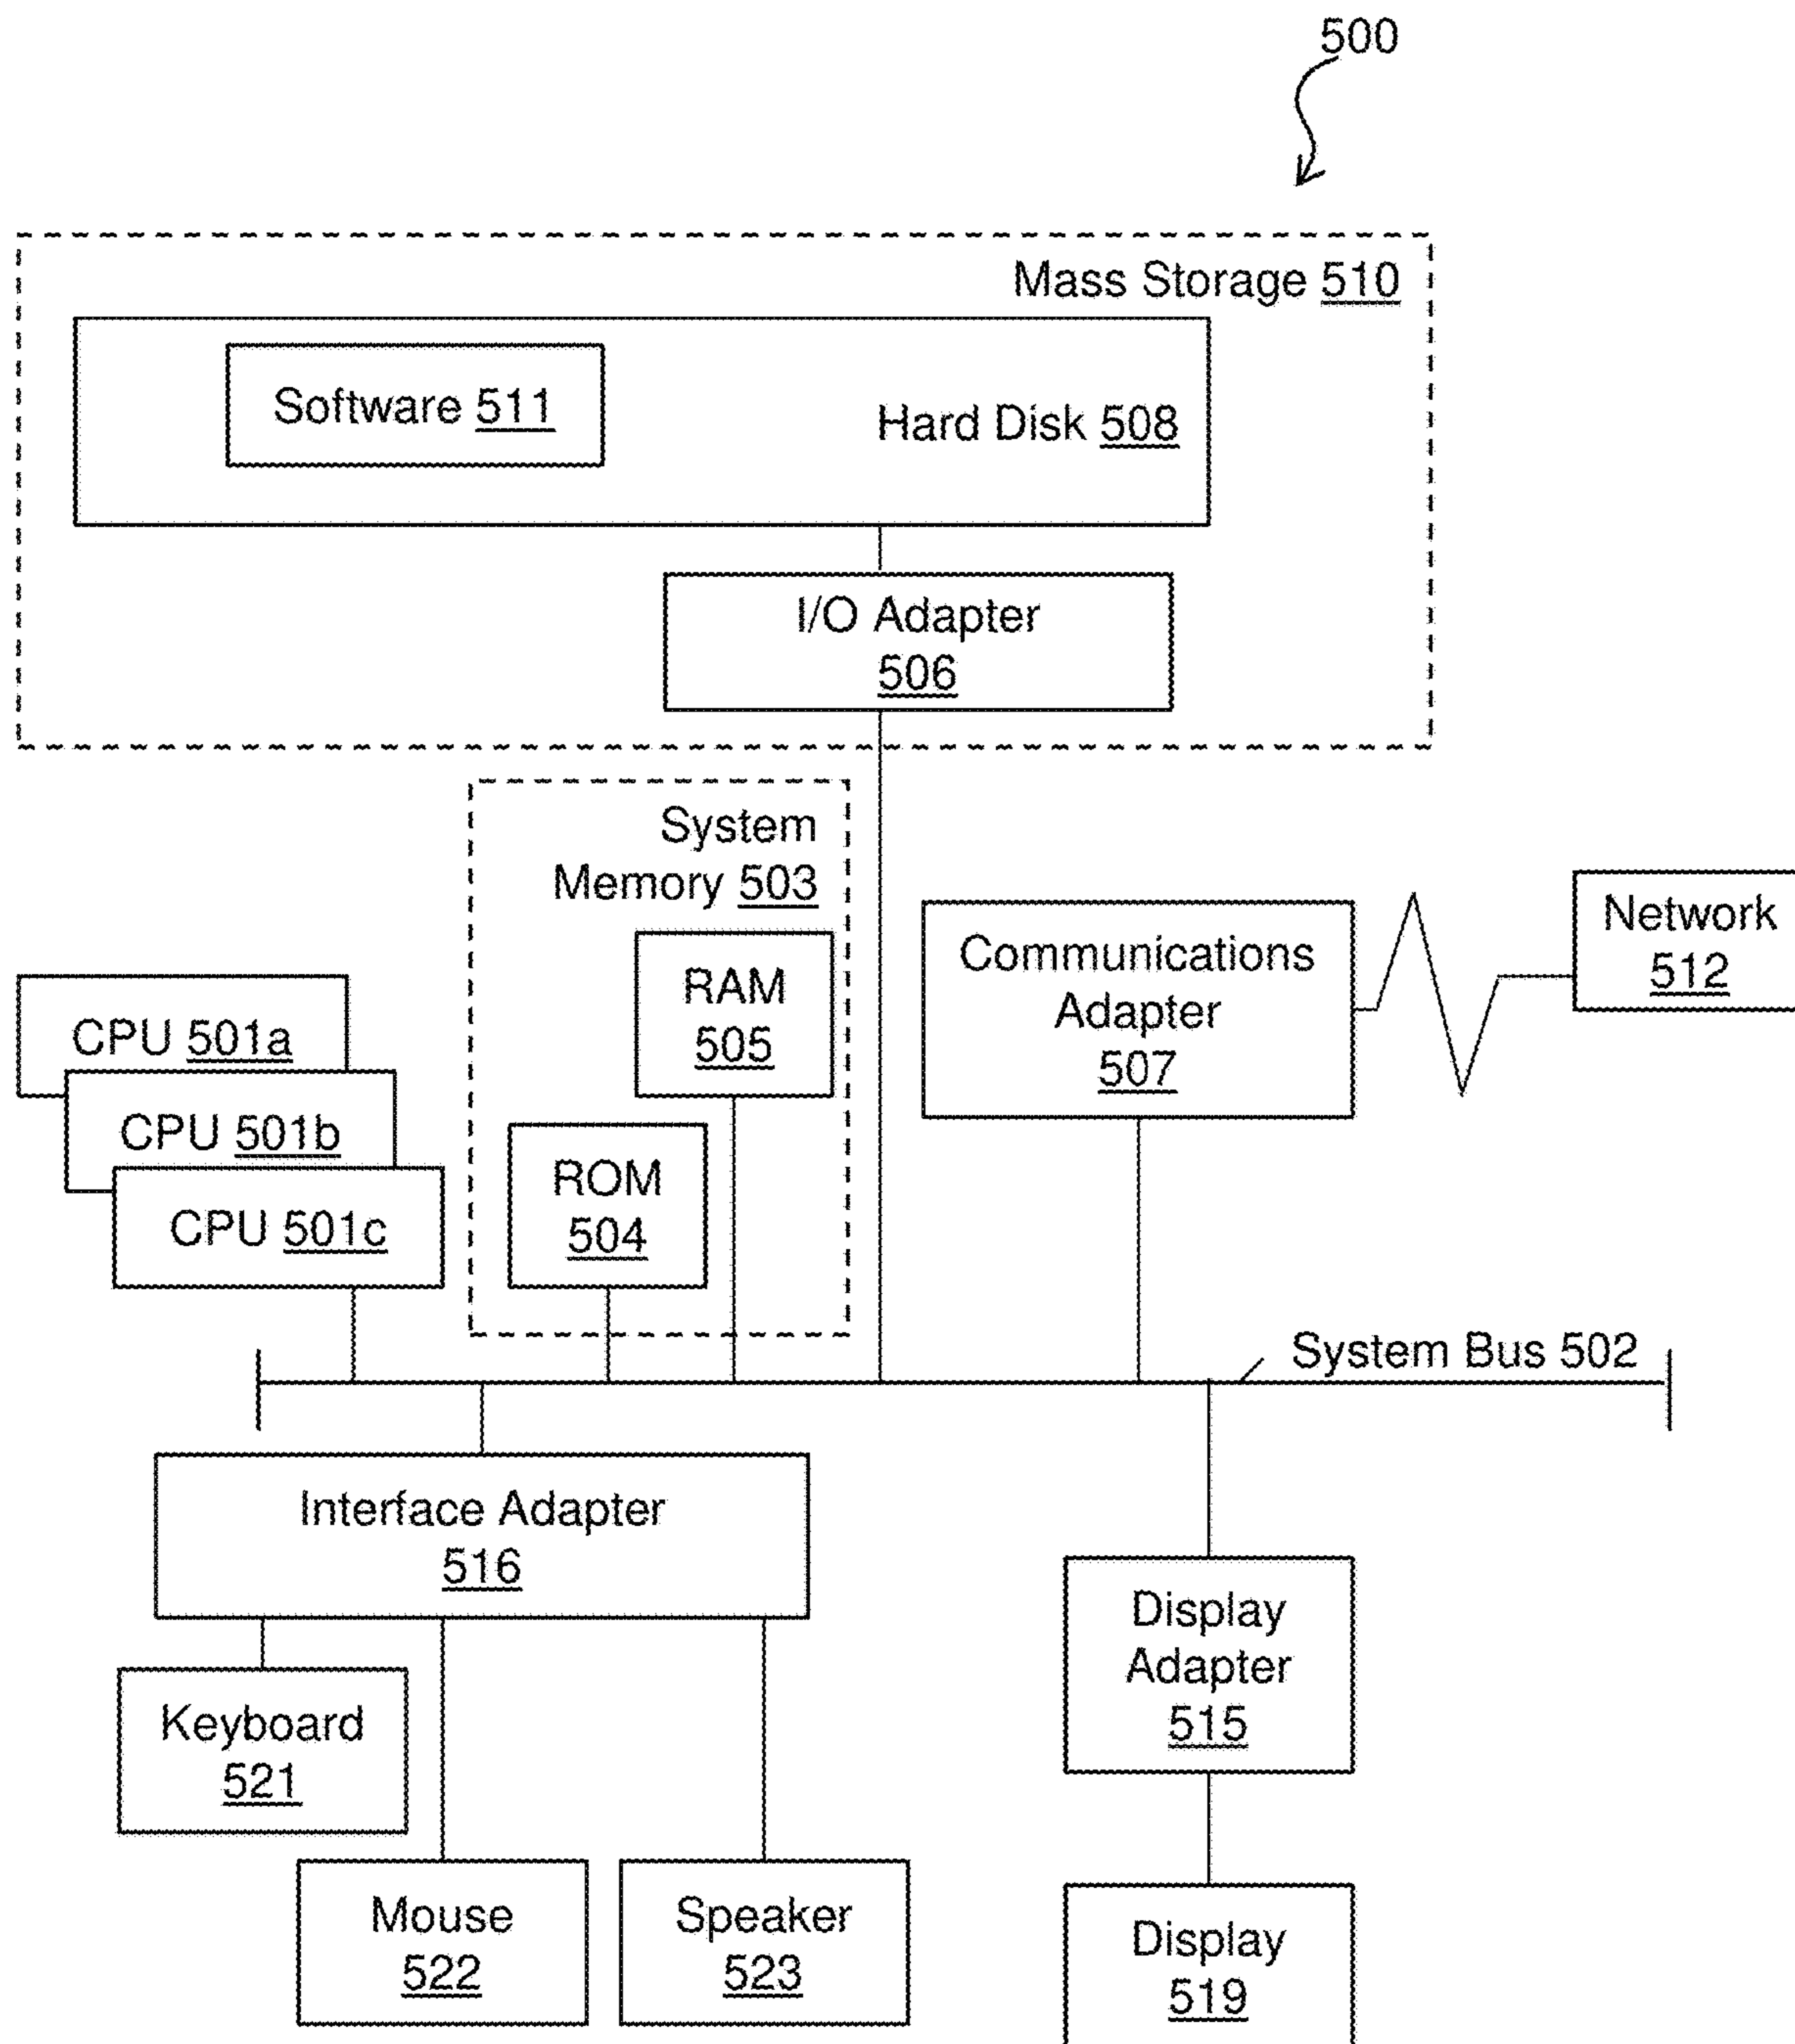 500
Mass Storage 510
Software 511
Hard Disk 508
I/O Adapter
506
System
Memory 503
RAM
505
ROM
504
CPU 501a
CPU 501b
CPU 501c
Communications
Adapter
507
Network
512
System Bus 502
Interface Adapter
516
Keyboard
521
Mouse
522
Speaker
523
Display
Adapter
515
Display
519